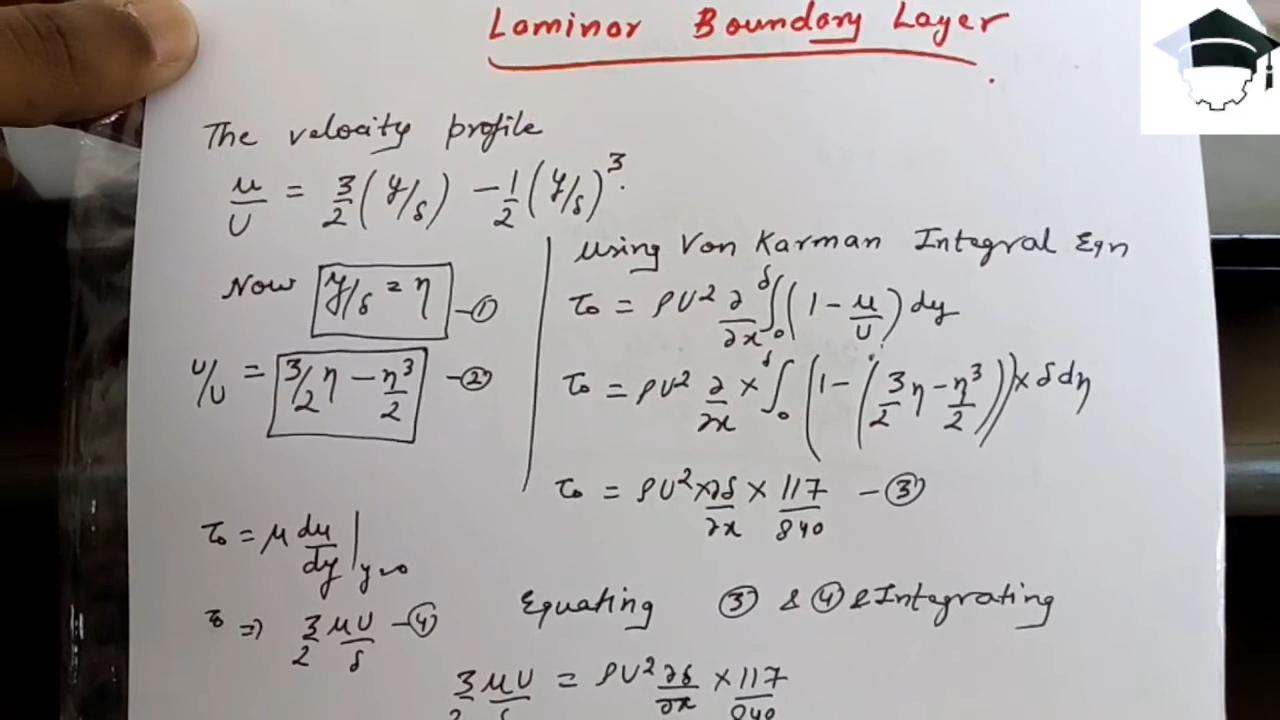 Laminar Boundary Layer
The velocity profile
u/U = 3/2 (y/δ) - 1/2 (y/δ)³
Now y/δ = η - ①
u/U = 3/2 η - η³/2 - ②
τ₀ = μ du/dy |y=0
τ₀ => 3/2 μU/δ - ④
using Von Karman Integral Eqn
τ₀ = ρU² ∂/∂x ∫₀^δ (1 - u/U) dy
τ₀ = ρU² ∂/∂x × ∫₀^δ (1 - (3/2 η - η³/2)) × δ dη
τ₀ = ρU² × ∂δ/∂x × 117/840 - ③
Equating ③ & ④ & Integrating
3/2 μU/δ = ρU² ∂δ/∂x × 117/840